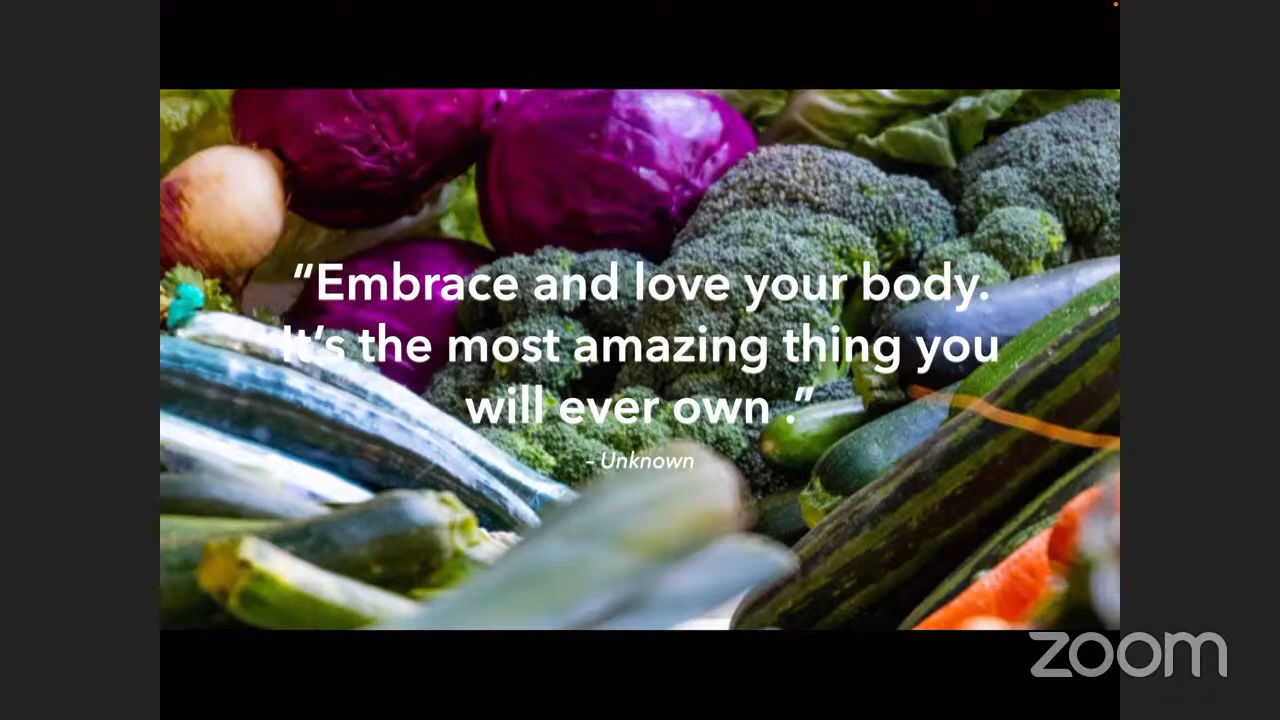 “Embrace and love your body.
It’s the most amazing thing you
will ever own .”
– Unknown
zoom